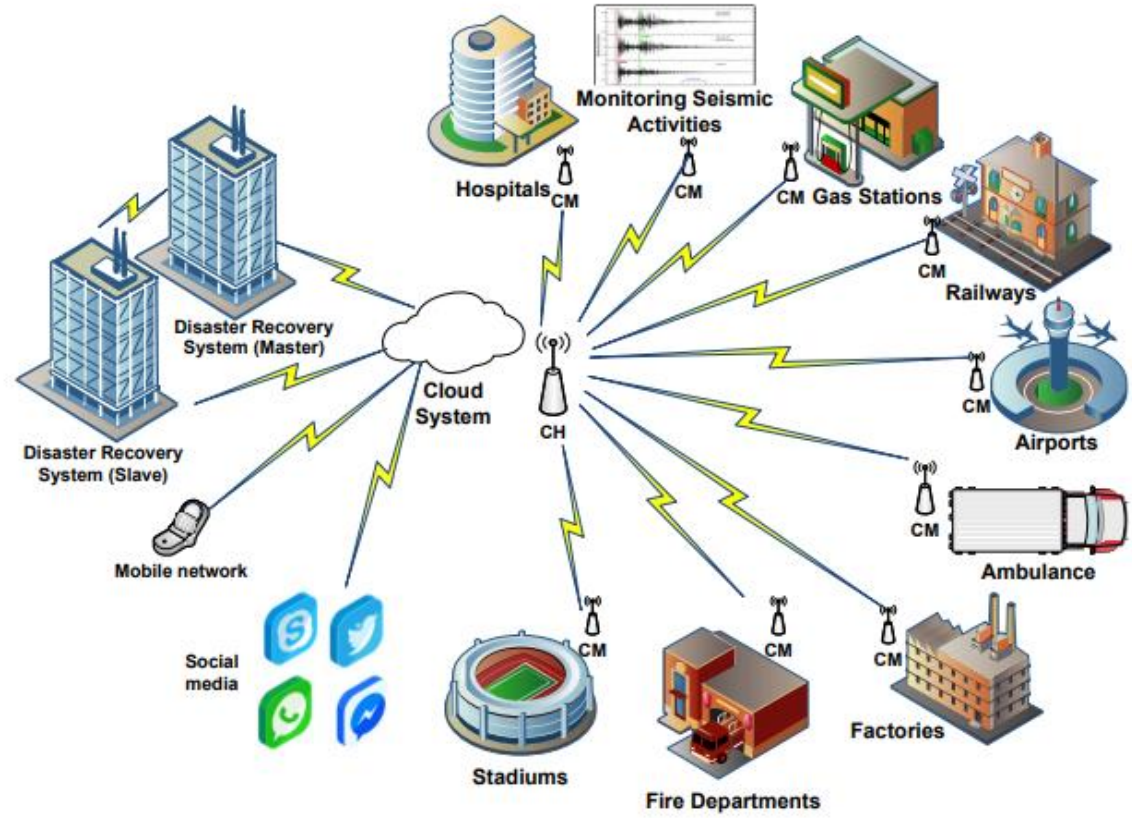 Monitoring Seismic
Activities
Hospitals
CM
CM
CM
Gas Stations
CM
Railways
Disaster Recovery
System (Master)
Cloud
System
CH
CM
Airports
Disaster Recovery
System (Slave)
CM
Ambulance
Mobile network
Social
media
CM
CM
CM
Factories
Stadiums
Fire Departments